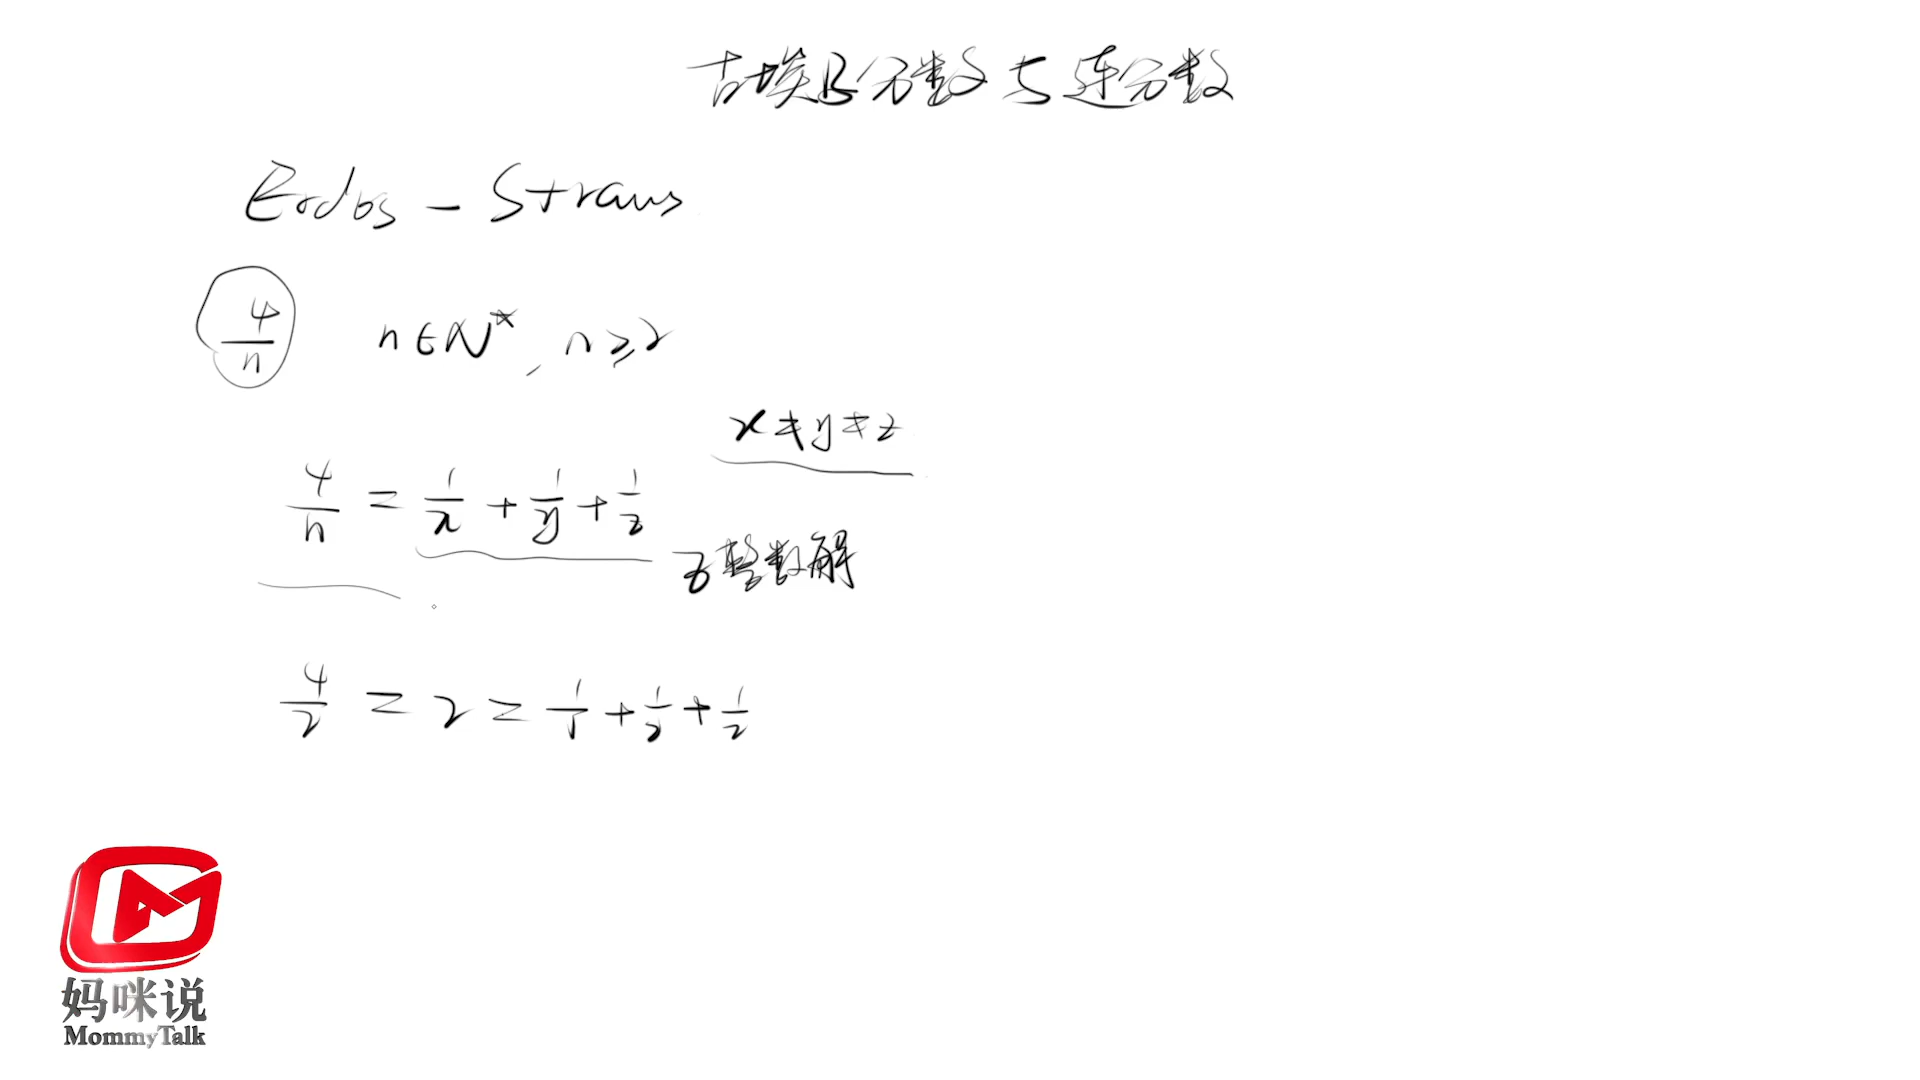 古埃及分数与连分数
Erdős - Straus
4/n n∈N*, n≥2
x≠y≠z
4/n = 1/x + 1/y + 1/z
正整数解
4/2 = 2 = 1/1 + 1/2 + 1/2
妈咪说
MommyTalk